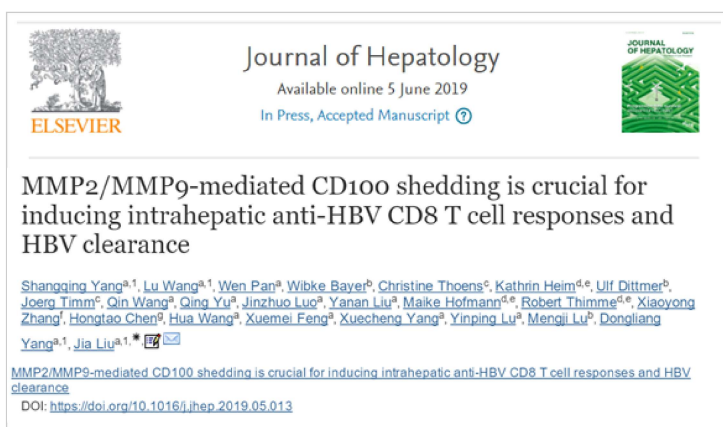 ELSEVIER
Journal of Hepatology
Available online 5 June 2019
In Press, Accepted Manuscript ?
JOURNAL
OF HEPATOLOGY
MMP2/MMP9-mediated CD100 shedding is crucial for
inducing intrahepatic anti-HBV CD8 T cell responses and
HBV clearance
Shangqing Yang a,1, Lu Wang a,1, Wen Pan a, Wibke Bayer b, Christine Thoens c, Kathrin Heim d,e, Ulf Dittmer b,
Joerg Timm c, Qin Wang a, Qing Yu a, Jinzhuo Luo a, Yanan Liu a, Maike Hofmann d,e, Robert Thimme d,e, Xiaoyong
Zhang f, Hongtao Chen g, Hua Wang a, Xuemei Feng a, Xuecheng Yang a, Yinping Lu a, Mengji Lu b, Dongliang
Yang a,1, Jia Liu a,1,*,
MMP2/MMP9-mediated CD100 shedding is crucial for inducing intrahepatic anti-HBV CD8 T cell responses and HBV
clearance
DOI: https://doi.org/10.1016/j.jhep.2019.05.013